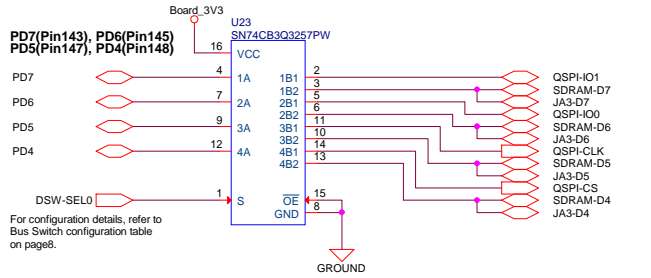 Board_3V3
U23
SN74CB3Q3257PW
PD7(Pin143), PD6(Pin145)
PD5(Pin147), PD4(Pin148)
16 VCC
PD7 4 1A 1B1 2 QSPI-IO1
1B2 3 SDRAM-D7
PD6 7 2A 2B1 5 JA3-D7
2B2 6 QSPI-IO0
PD5 9 3A 3B1 11 SDRAM-D6
3B2 10 JA3-D6
PD4 12 4A 4B1 14 QSPI-CLK
4B2 13 SDRAM-D5
JA3-D5
QSPI-CS
DSW-SEL0 1 S OE 15 SDRAM-D4
GND 8 JA3-D4
For configuration details, refer to
Bus Switch configuration table
on page8.
GROUND